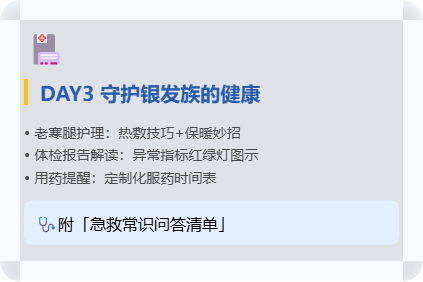 DAY3 守护银发族的健康
• 老寒腿护理：热敷技巧+保暖妙招
• 体检报告解读：异常指标红绿灯图示
• 用药提醒：定制化服药时间表
附「急救常识问答清单」